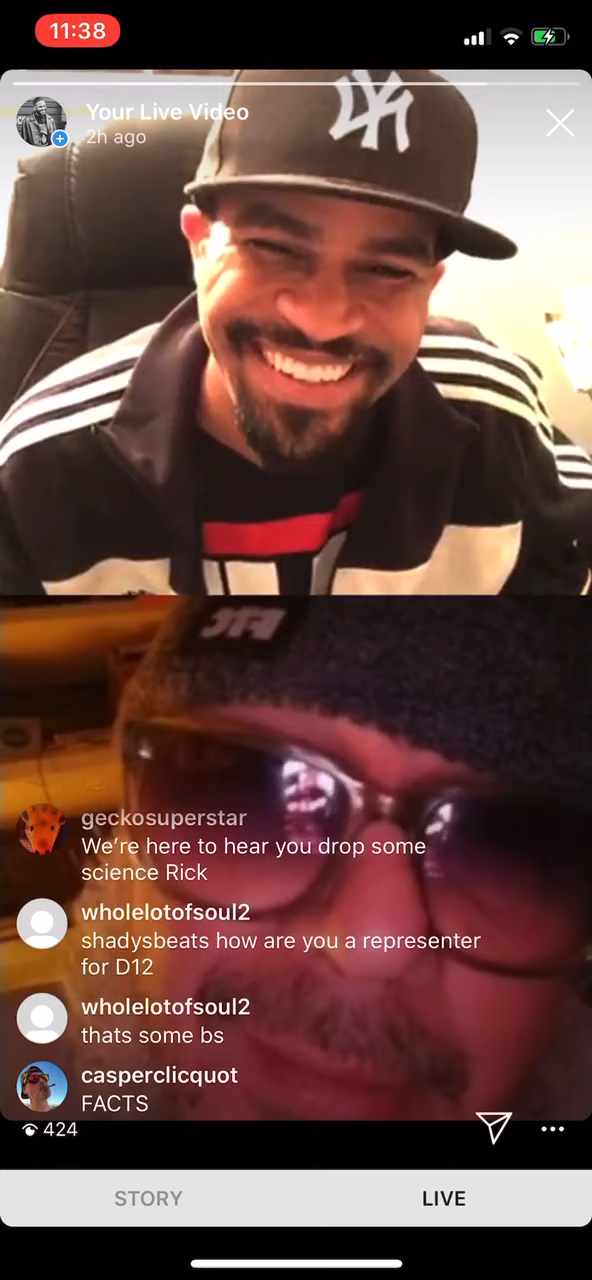 11:38
Your Live Video
2h ago
NY
geckosuperstar
We're here to hear you drop some
science Rick
wholelotofsoul2
shadysbeats how are you a representer
for D12
wholelotofsoul2
thats some bs
casperclicquot
FACTS
424
STORY
LIVE